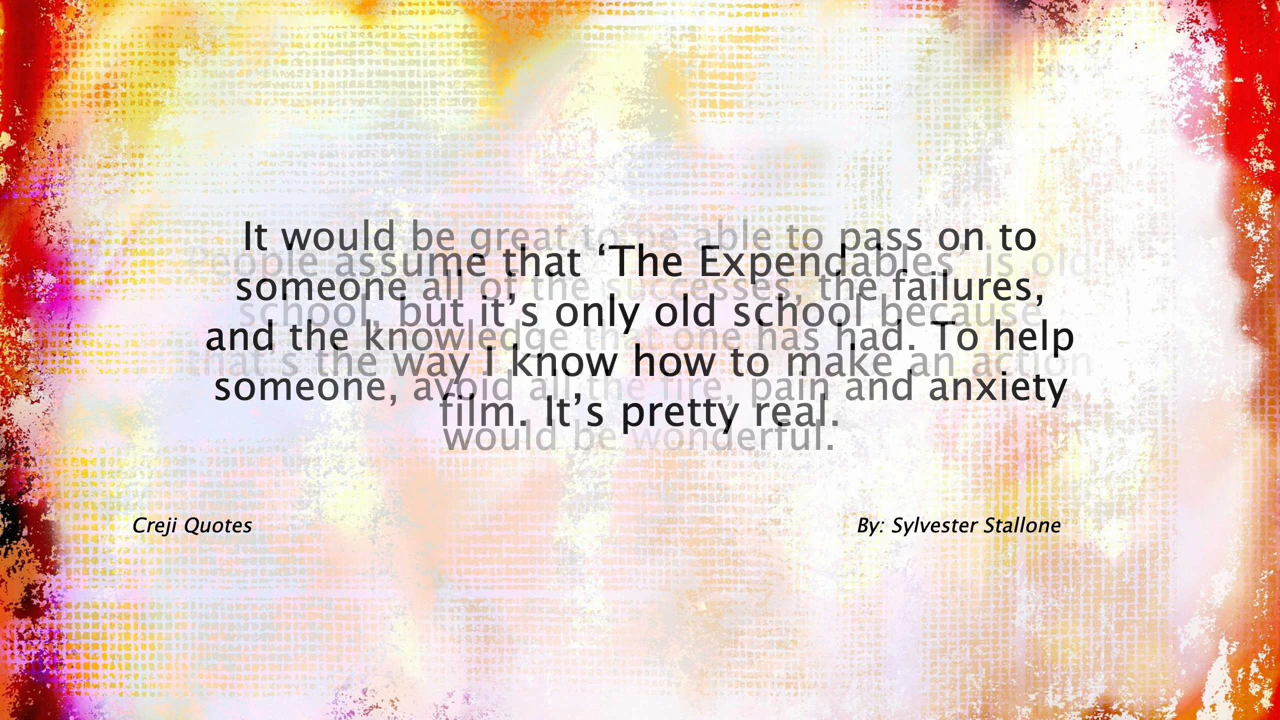 It would be great to be able to pass on to
People assume that ‘The Expendables’ is old
someone all of the successes, the failures,
school, but it’s only old school because
and the knowledge that one has had. To help
that’s the way I know how to make an action
someone, avoid all the fire, pain and anxiety
film. It’s pretty real.
would be wonderful.
Creji Quotes
By: Sylvester Stallone